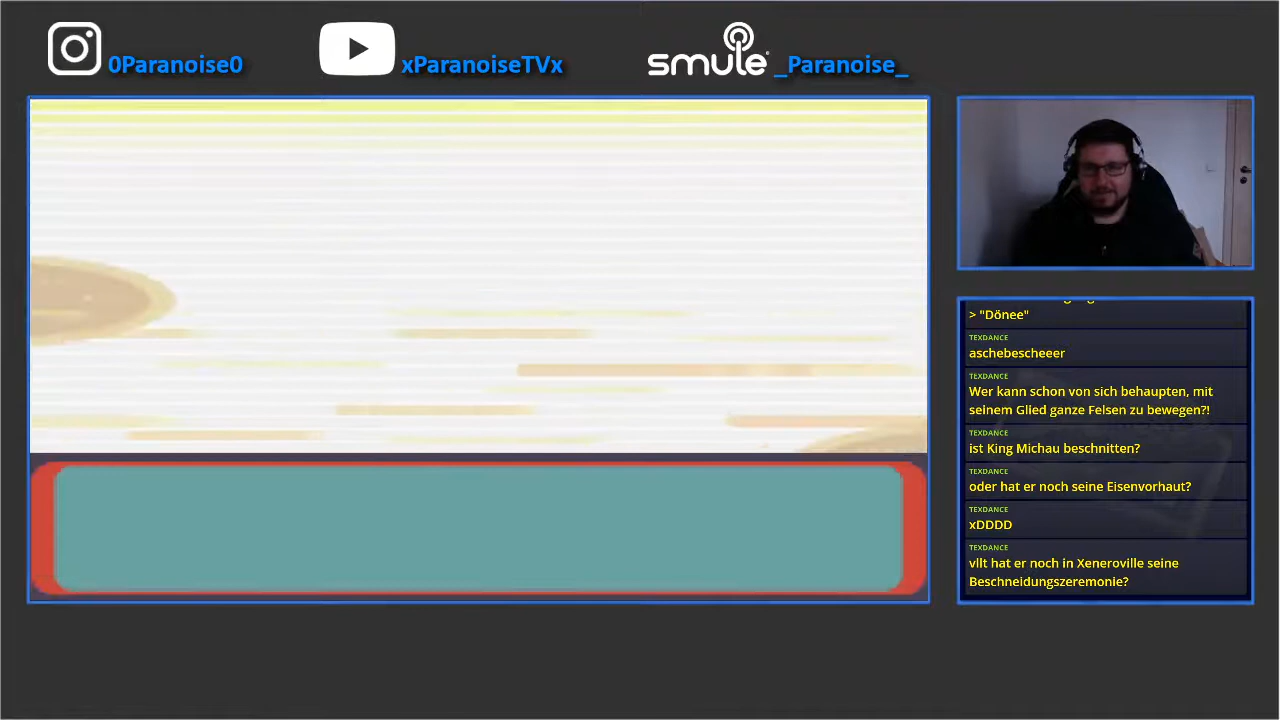 0Paranoise0
xParanoiseTVx
smule
_Paranoise_
> "Dönee"
TEXDANCE
aschebescheeer
TEXDANCE
Wer kann schon von sich behaupten, mit
seinem Glied ganze Felsen zu bewegen?!
TEXDANCE
ist King Michau beschnitten?
TEXDANCE
oder hat er noch seine Eisenvorhaut?
TEXDANCE
xDDDD
TEXDANCE
vllt hat er noch in Xeneroville seine
Beschneidungszeremonie?